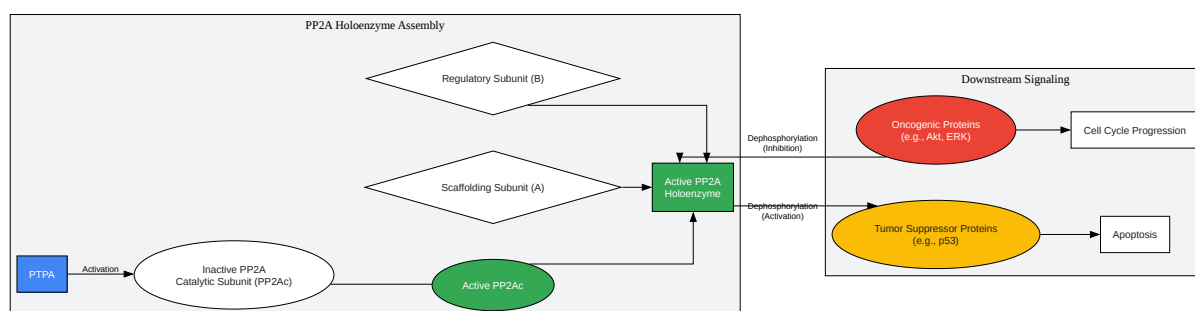 PP2A Holoenzyme Assembly
Regulatory Subunit (B)
Downstream Signaling
Oncogenic Proteins
(e.g., Akt, ERK)
Cell Cycle Progression
Dephosphorylation
(Inhibition)
Scaffolding Subunit (A)
Active PP2A
Holoenzyme
Dephosphorylation
(Activation)
Tumor Suppressor Proteins
(e.g., p53)
Apoptosis
PTPA
Activation
Inactive PP2A
Catalytic Subunit (PP2Ac)
Active PP2Ac